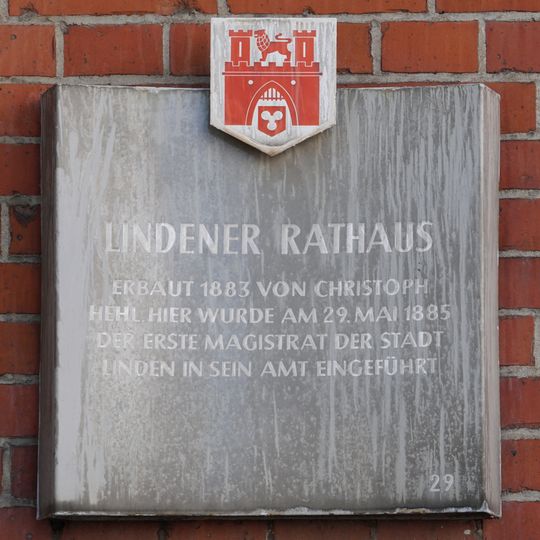 LINDENER RATHAUS
ERBAUT 1883 VON CHRISTOPH
HEHL. HIER WURDE AM 29. MAI 1885
DER ERSTE MAGISTRAT DER STADT
LINDEN IN SEIN AMT EINGEFÜHRT
29